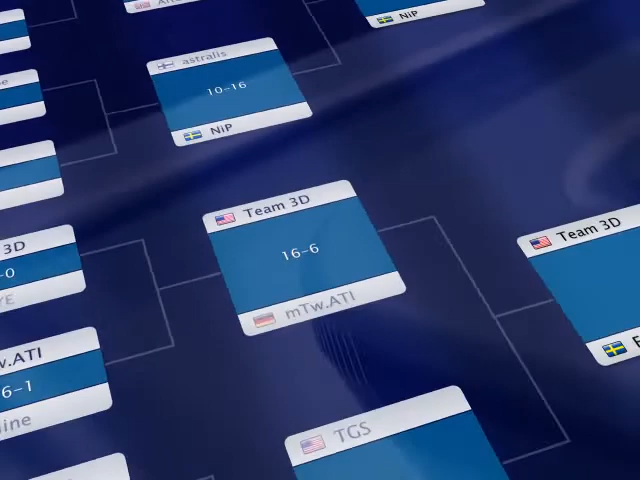 NiP
astralis
10-16
NiP
Team 3D
16-6
mTw.ATI
3D
-0
YE
w.ATI
6-1
ine
Team 3D
TGS